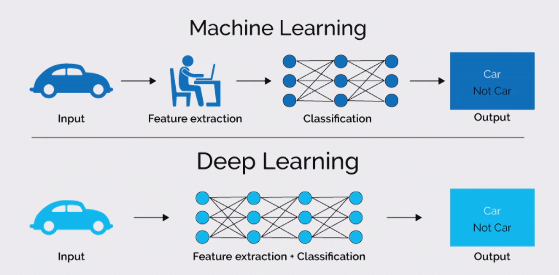 Machine Learning
Car
Not Car
Input
Feature extraction
Classification
Output
Deep Learning
Car
Not Car
Input
Feature extraction + Classification
Output